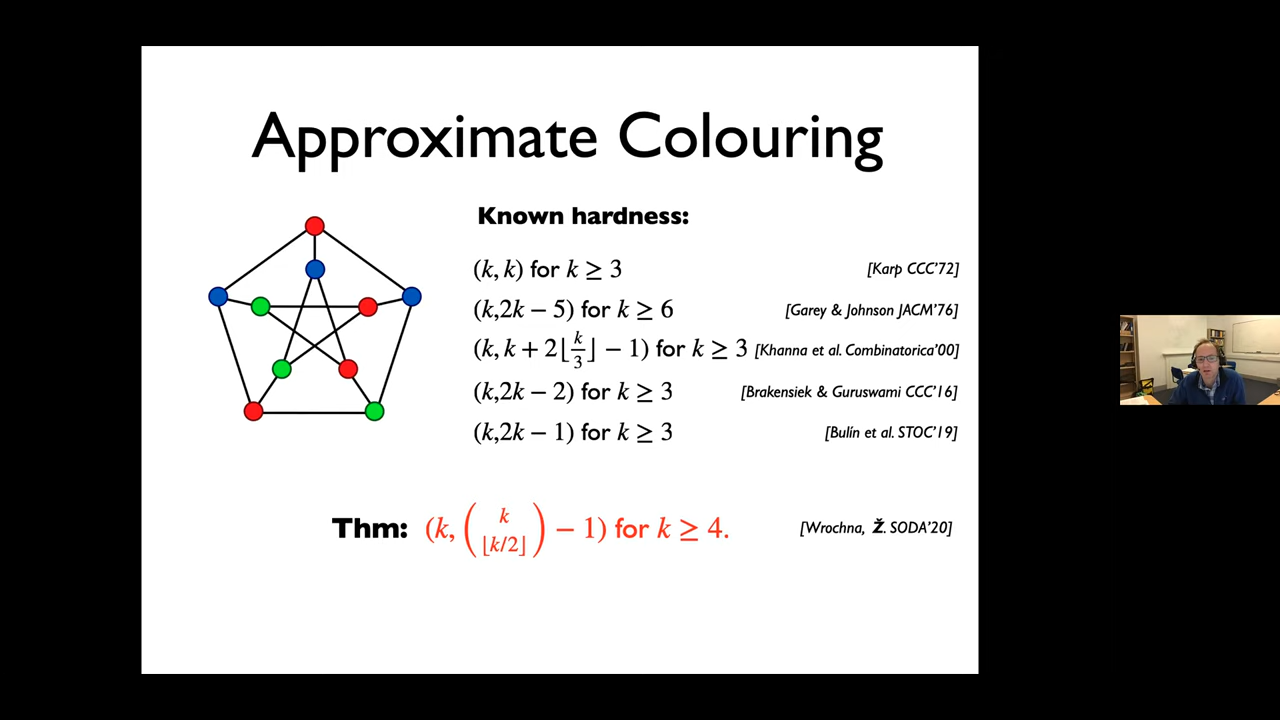 Approximate Colouring
Known hardness:
(k, k) for k ≥ 3 [Karp CCC'72]
(k,2k − 5) for k ≥ 6 [Garey & Johnson JACM'76]
(k, k + 2⌊k/3⌋ − 1) for k ≥ 3 [Khanna et al. Combinatorica'00]
(k,2k − 2) for k ≥ 3 [Brakensiek & Guruswami CCC'16]
(k,2k − 1) for k ≥ 3 [Bulín et al. STOC'19]
Thm: (k, (k ⌊k/2⌋) − 1) for k ≥ 4. [Wrochna, Ž. SODA'20]